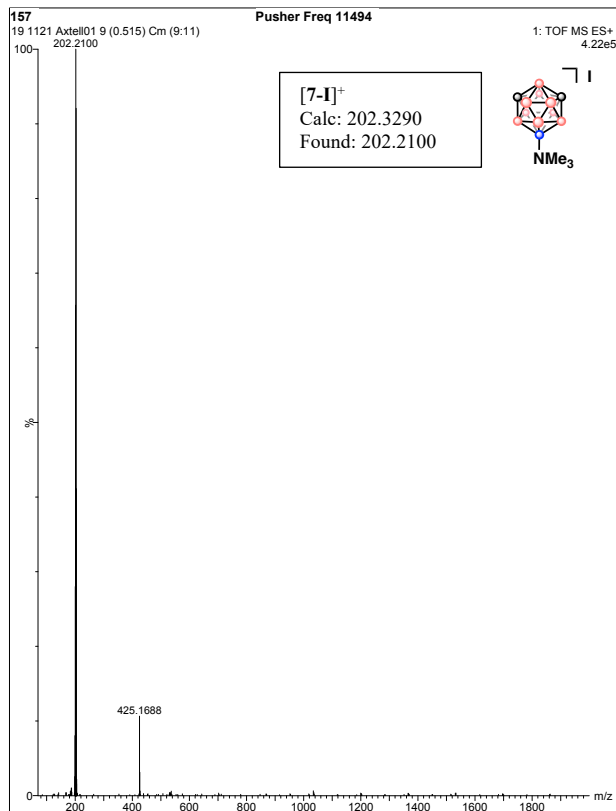 157
Pusher Freq 11494
19 1121 Axtell01 9 (0.515) Cm (9:11)
1: TOF MS ES+
4.22e5
202.2100
100
[7-I]+
Calc: 202.3290
Found: 202.2100
I
NMe3
%
425.1688
0
200 400 600 800 1000 1200 1400 1600 1800
m/z